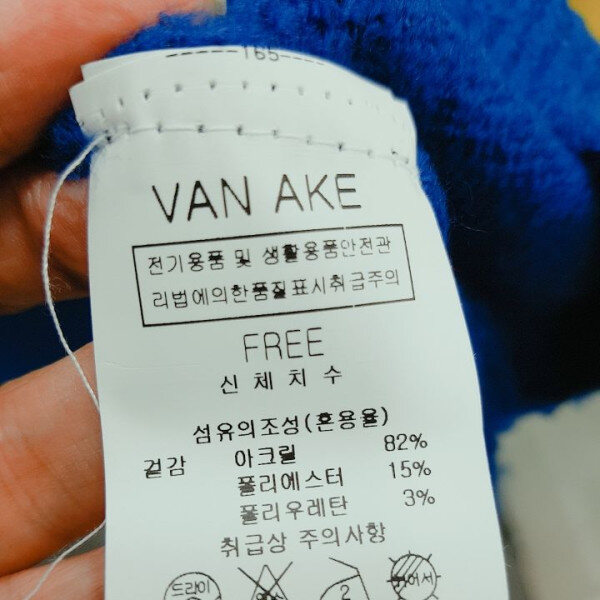 -----165----
VAN AKE
전기용품 및 생활용품안전관
리법에의한품질표시취급주의
FREE
신 체 치 수
섬유의조성(혼용율)
겉감 아크릴 82%
폴리에스터 15%
폴리우레탄 3%
취급상 주의사항
드라이 2 뉘어서